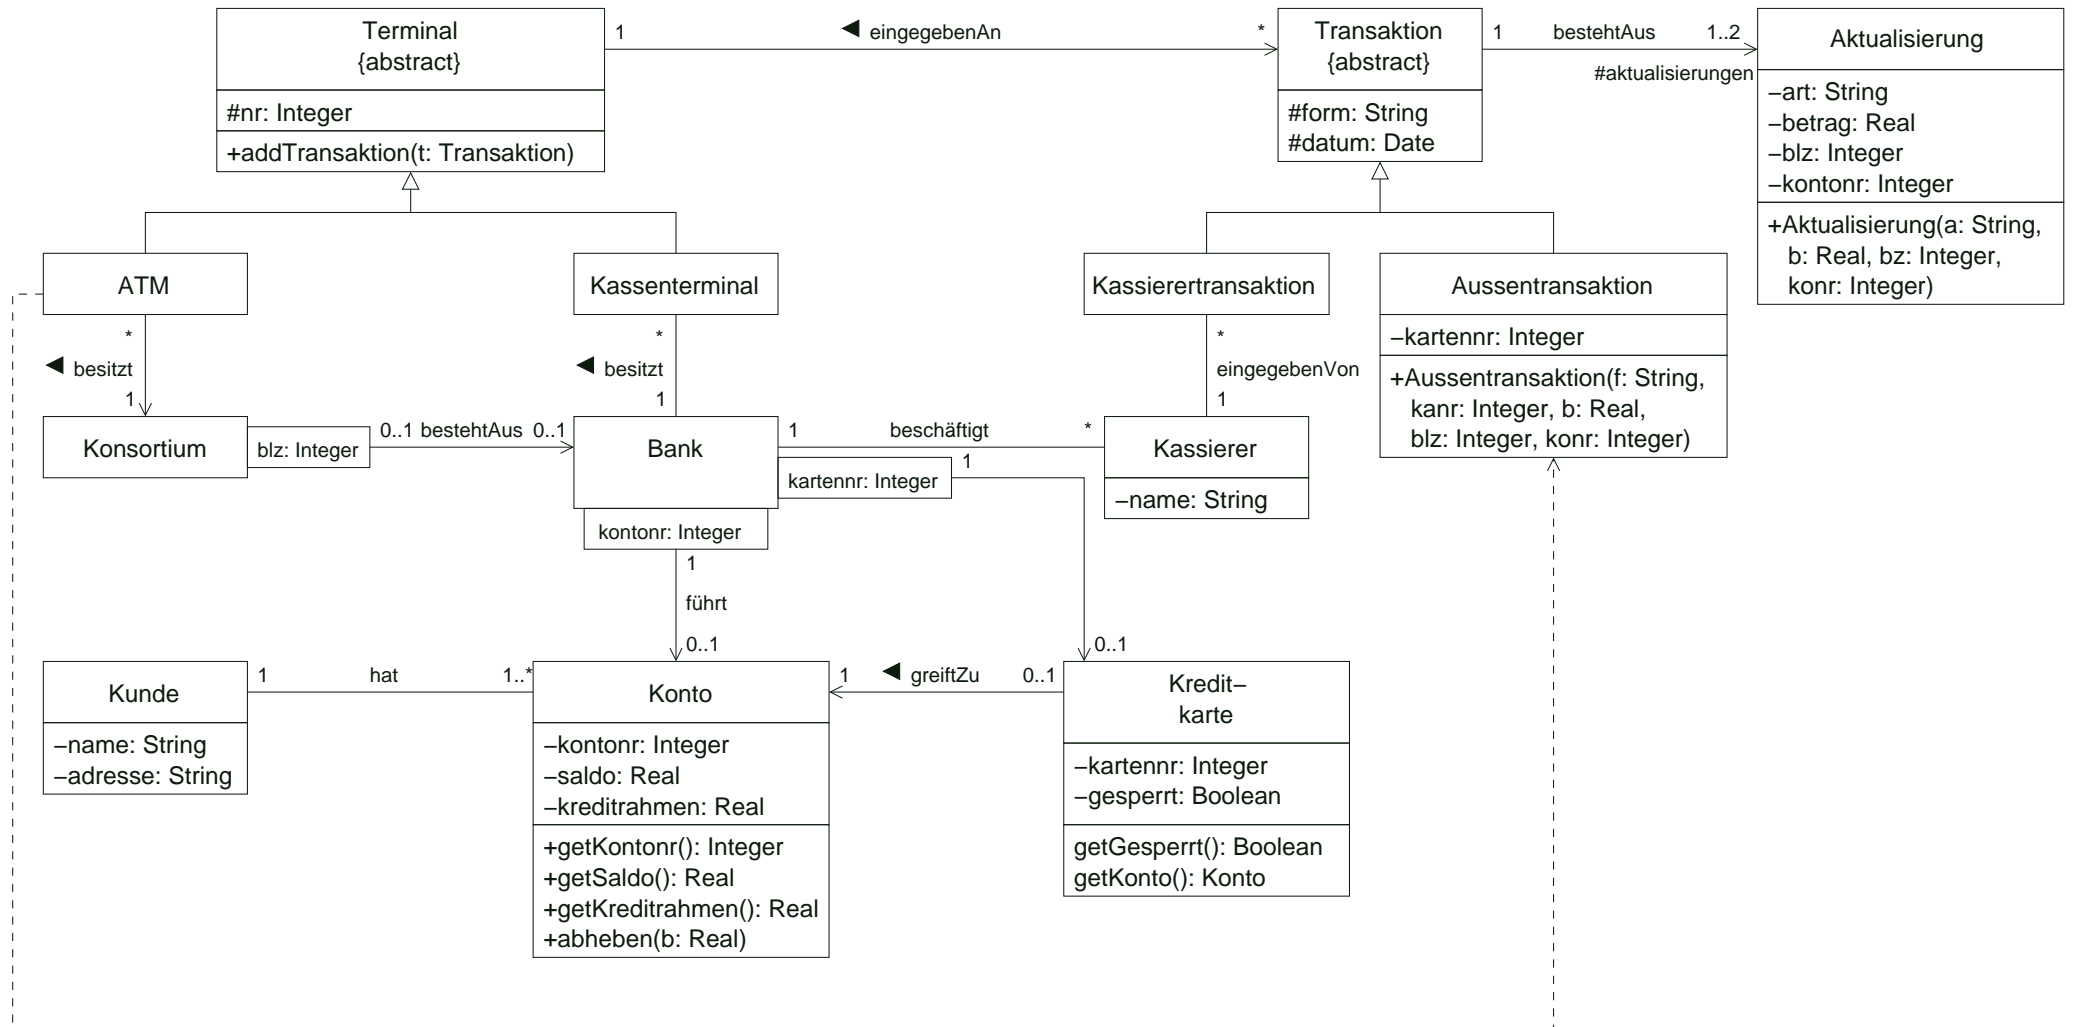 Terminal
{abstract}
#nr: Integer
+addTransaktion(t: Transaktion)
1
◄ eingegebenAn
*
Transaktion
{abstract}
#form: String
#datum: Date
1
bestehtAus
1..2
#aktualisierungen
Aktualisierung
–art: String
–betrag: Real
–blz: Integer
–kontonr: Integer
+Aktualisierung(a: String,
b: Real, bz: Integer,
konr: Integer)
ATM
Kassenterminal
Kassierertransaktion
Aussentransaktion
–kartennr: Integer
+Aussentransaktion(f: String,
kanr: Integer, b: Real,
blz: Integer, konr: Integer)
*
◄ besitzt
1
*
◄ besitzt
1
*
eingegebenVon
1
Konsortium
blz: Integer
0..1 bestehtAus 0..1
Bank
kartennr: Integer
kontonr: Integer
1
beschäftigt
*
Kassierer
–name: String
1
0..1
1
führt
0..1
Kunde
–name: String
–adresse: String
1
hat
1..*
Konto
–kontonr: Integer
–saldo: Real
–kreditrahmen: Real
+getKontonr(): Integer
+getSaldo(): Real
+getKreditrahmen(): Real
+abheben(b: Real)
1
◄ greiftZu
0..1
Kredit–
karte
–kartennr: Integer
–gesperrt: Boolean
getGesperrt(): Boolean
getKonto(): Konto